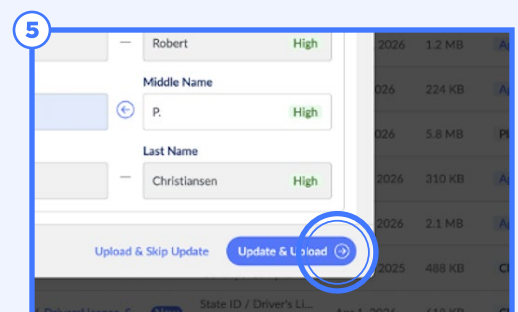 5
Robert High 2026 1.2 MB
Middle Name 026 224 KB
P. High 026 5.8 MB
Last Name
Christiansen High 2026 310 KB
2026 2.1 MB
Upload & Skip Update Update & Upload 2025 488 KB
State ID / Driver's Li...